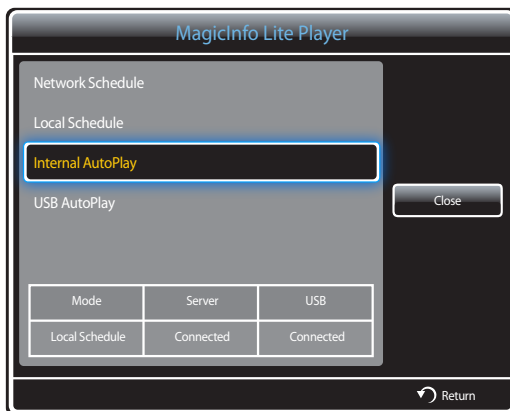 MagicInfo Lite Player
Network Schedule
Local Schedule
Internal AutoPlay
USB AutoPlay
Close
Mode Server USB
Local Schedule Connected Connected
Return